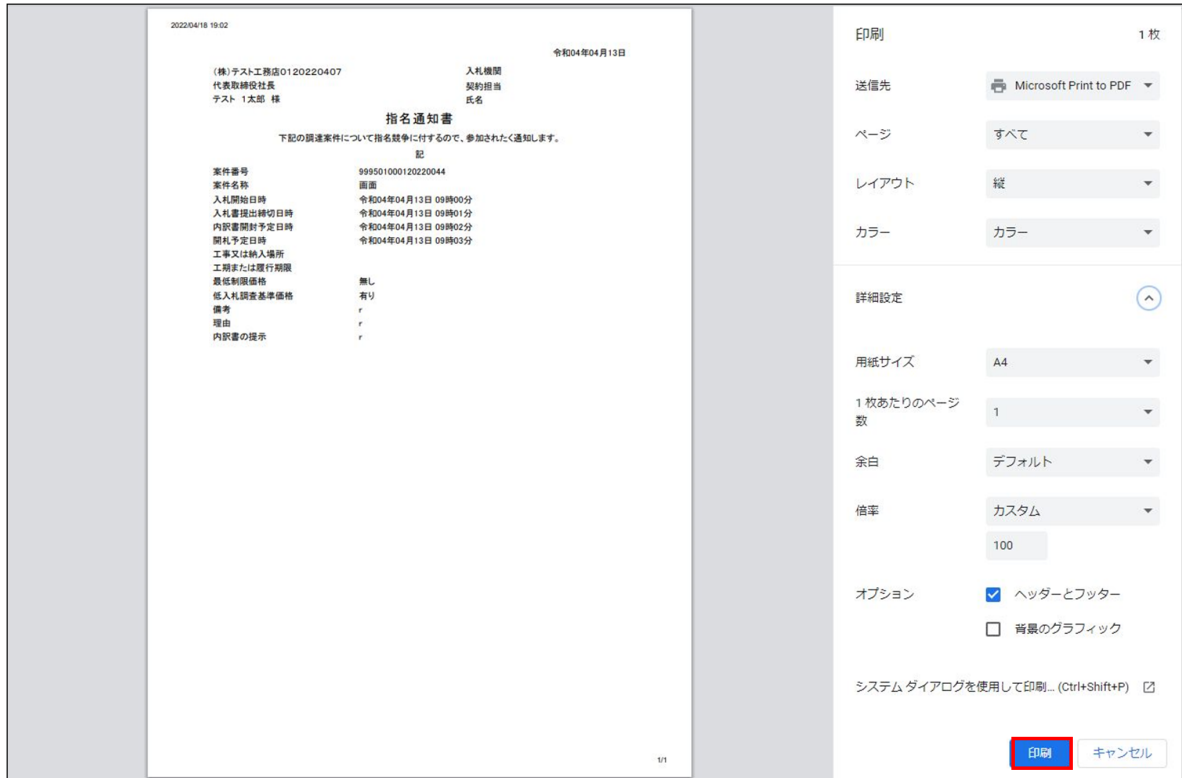 2022/04/18 19:02
令和04年04月13日
(株)テスト工務店0120220407
代表取締役社長
テスト 1太郎 様
入札機関
契約担当
氏名
指名通知書
下記の調達案件について指名競争に付するので、参加されたく通知します。
記
案件番号 999501000120220044
案件名称 画面
入札開始日時 令和04年04月13日 09時00分
入札書提出締切日時 令和04年04月13日 09時01分
内訳書開封予定日時 令和04年04月13日 09時02分
開札予定日時 令和04年04月13日 09時03分
工事又は納入場所
工期または履行期限
最低制限価格 無し
低入札調査基準価格 有り
備考 r
理由 r
内訳書の提示 r
1/1
印刷 1 枚
送信先 Microsoft Print to PDF
ページ すべて
レイアウト 縦
カラー カラー
詳細設定
用紙サイズ A4
1 枚あたりのページ
数 1
余白 デフォルト
倍率 カスタム
100
オプション ヘッダーとフッター
背景のグラフィック
システム ダイアログを使用して印刷... (Ctrl+Shift+P)
印刷 キャンセル